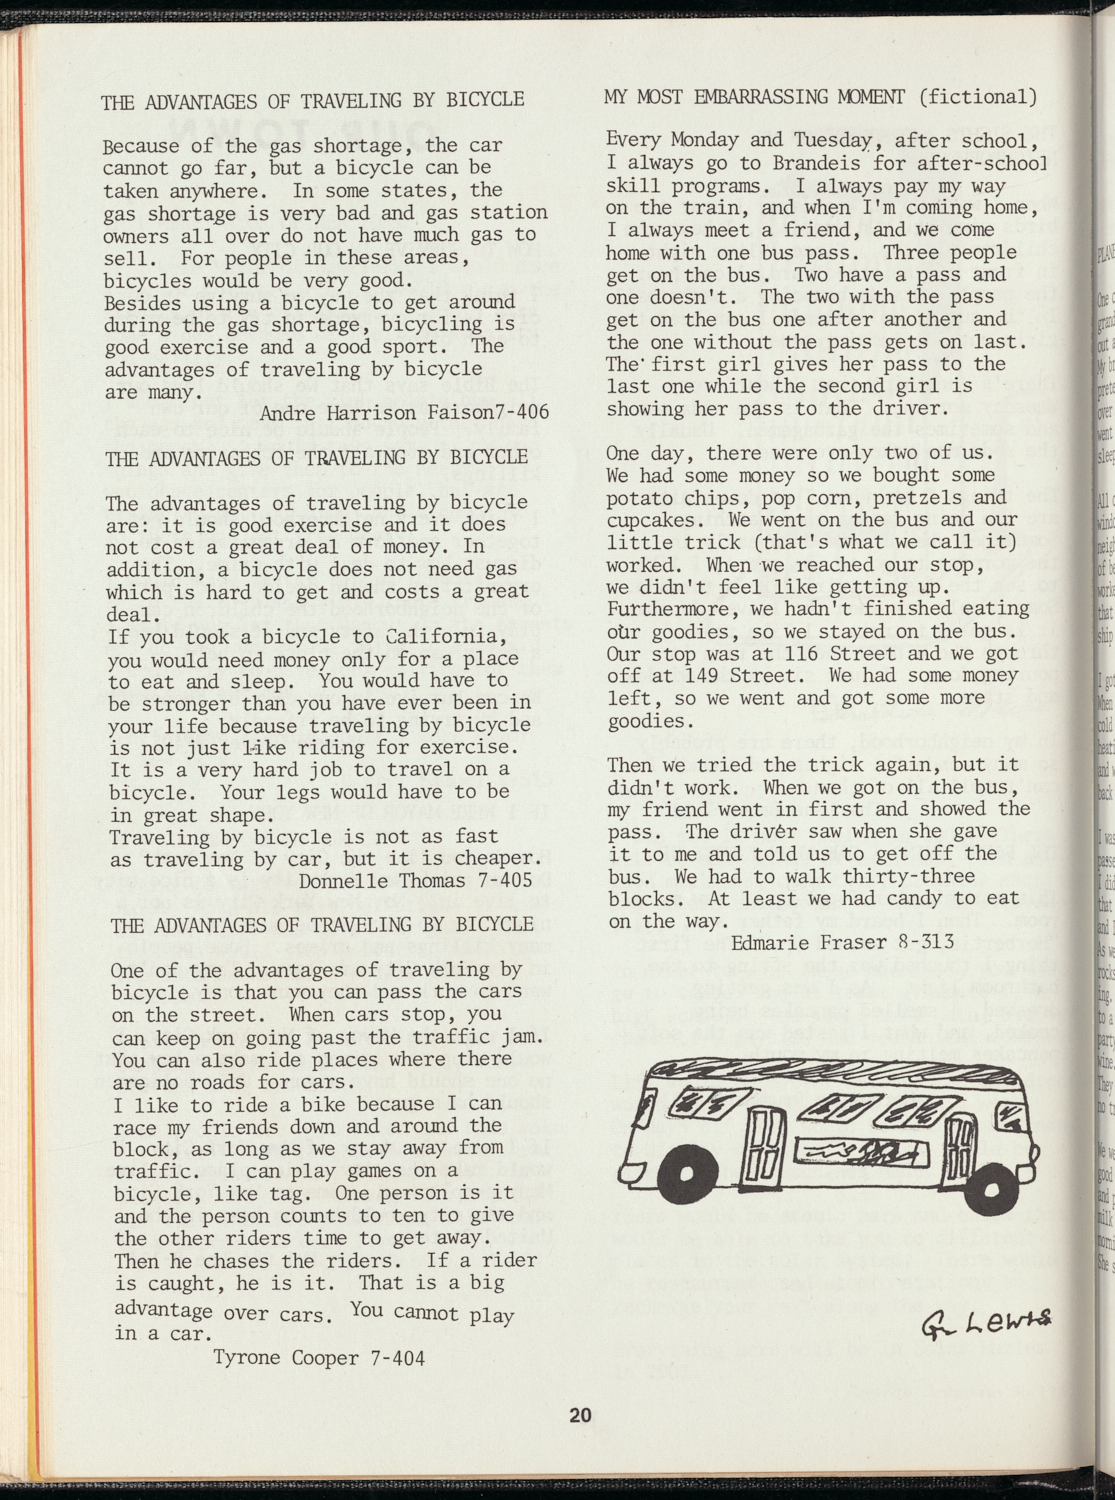 THE ADVANTAGES OF TRAVELING BY BICYCLE
Because of the gas shortage, the car
cannot go far, but a bicycle can be
taken anywhere. In some states, the
gas shortage is very bad and gas station
owners all over do not have much gas to
sell. For people in these areas,
bicycles would be very good.
Besides using a bicycle to get around
during the gas shortage, bicycling is
good exercise and a good sport. The
advantages of traveling by bicycle
are many.
Andre Harrison Faison7-406
THE ADVANTAGES OF TRAVELING BY BICYCLE
The advantages of traveling by bicycle
are: it is good exercise and it does
not cost a great deal of money. In
addition, a bicycle does not need gas
which is hard to get and costs a great
deal.
If you took a bicycle to California,
you would need money only for a place
to eat and sleep. You would have to
be stronger than you have ever been in
your life because traveling by bicycle
is not just like riding for exercise.
It is a very hard job to travel on a
bicycle. Your legs would have to be
in great shape.
Traveling by bicycle is not as fast
as traveling by car, but it is cheaper.
Donnelle Thomas 7-405
THE ADVANTAGES OF TRAVELING BY BICYCLE
One of the advantages of traveling by
bicycle is that you can pass the cars
on the street. When cars stop, you
can keep on going past the traffic jam.
You can also ride places where there
are no roads for cars.
I like to ride a bike because I can
race my friends down and around the
block, as long as we stay away from
traffic. I can play games on a
bicycle, like tag. One person is it
and the person counts to ten to give
the other riders time to get away.
Then he chases the riders. If a rider
is caught, he is it. That is a big
advantage over cars. You cannot play
in a car.
Tyrone Cooper 7-404
MY MOST EMBARRASSING MOMENT (fictional)
Every Monday and Tuesday, after school,
I always go to Brandeis for after-school
skill programs. I always pay my way
on the train, and when I'm coming home,
I always meet a friend, and we come
home with one bus pass. Three people
get on the bus. Two have a pass and
one doesn't. The two with the pass
get on the bus one after another and
the one without the pass gets on last.
The first girl gives her pass to the
last one while the second girl is
showing her pass to the driver.
One day, there were only two of us.
We had some money so we bought some
potato chips, pop corn, pretzels and
cupcakes. We went on the bus and our
little trick (that's what we call it)
worked. When we reached our stop,
we didn't feel like getting up.
Furthermore, we hadn't finished eating
our goodies, so we stayed on the bus.
Our stop was at 116 Street and we got
off at 149 Street. We had some money
left, so we went and got some more
goodies.
Then we tried the trick again, but it
didn't work. When we got on the bus,
my friend went in first and showed the
pass. The driver saw when she gave
it to me and told us to get off the
bus. We had to walk thirty-three
blocks. At least we had candy to eat
on the way.
Edmarie Fraser 8-313
G. Lewis
20